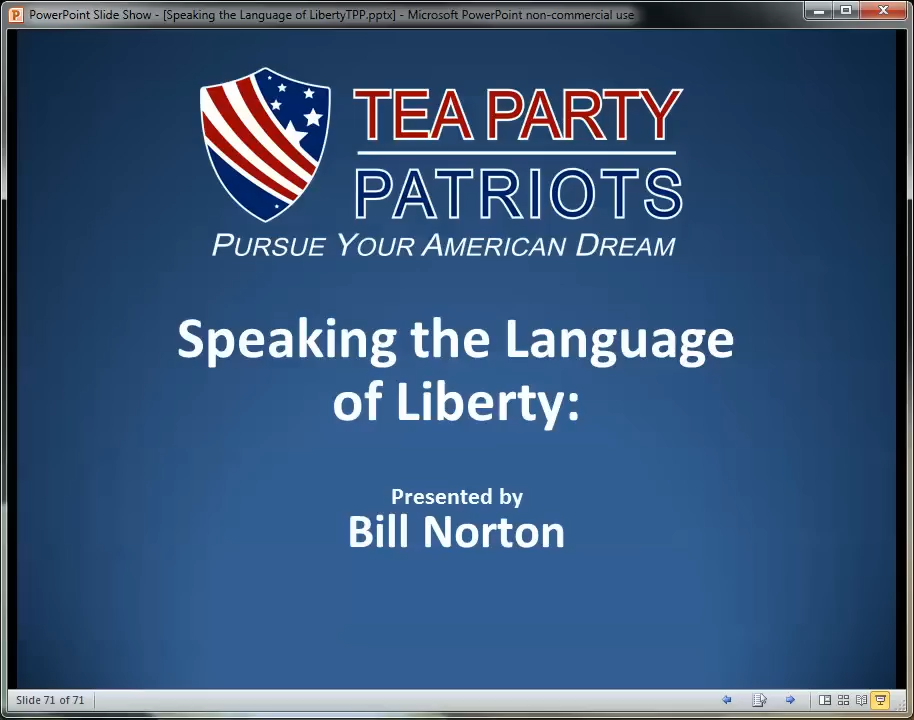 PowerPoint Slide Show - [Speaking the Language of LibertyTPP.pptx] - Microsoft PowerPoint non-commercial use
TEA PARTY
PATRIOTS
PURSUE YOUR AMERICAN DREAM
Speaking the Language
of Liberty:
Presented by
Bill Norton
Slide 71 of 71